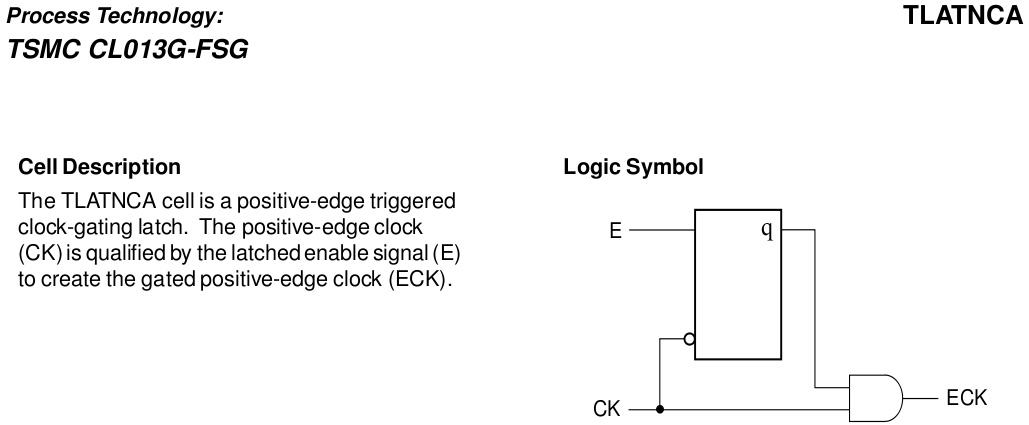 Process Technology:
TSMC CL013G-FSG
TLATNCA
Cell Description
The TLATNCA cell is a positive-edge triggered
clock-gating latch. The positive-edge clock
(CK) is qualified by the latched enable signal (E)
to create the gated positive-edge clock (ECK).
Logic Symbol
E
q
CK
ECK